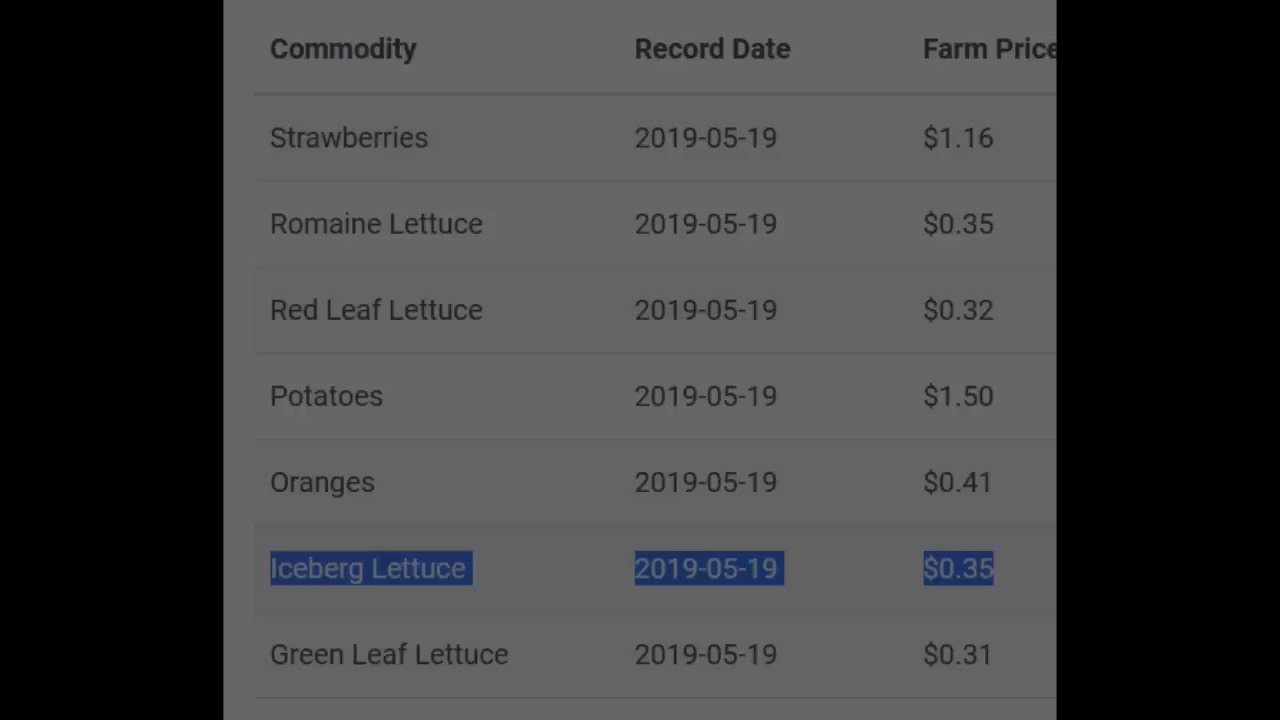 Commodity Record Date Farm Price
Strawberries 2019-05-19 $1.16
Romaine Lettuce 2019-05-19 $0.35
Red Leaf Lettuce 2019-05-19 $0.32
Potatoes 2019-05-19 $1.50
Oranges 2019-05-19 $0.41
Iceberg Lettuce 2019-05-19 $0.35
Green Leaf Lettuce 2019-05-19 $0.31